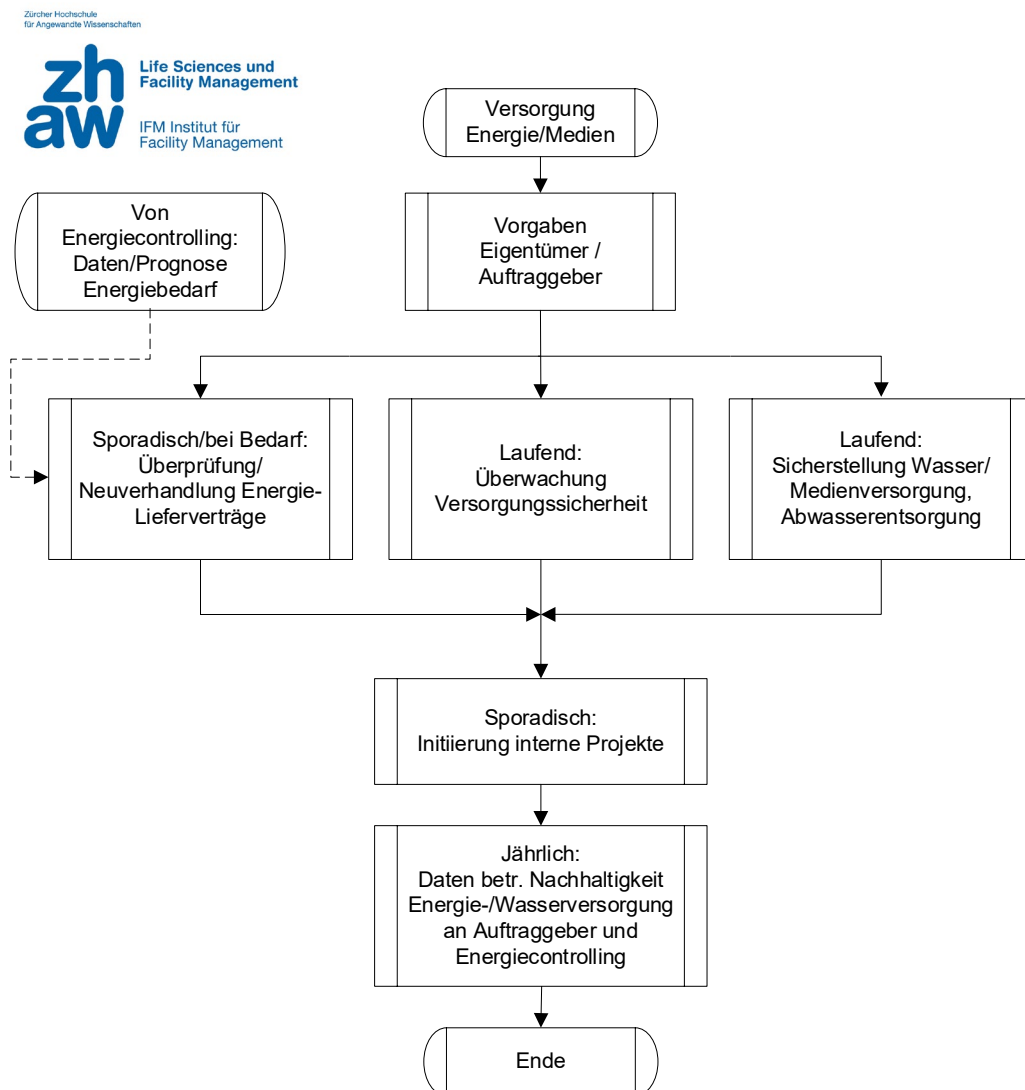 Zürcher Hochschule
für Angewandte Wissenschaften
zh
aw
Life Sciences und
Facility Management
IFM Institut für
Facility Management
Versorgung
Energie/Medien
Von
Energiecontrolling:
Daten/Prognose
Energiebedarf
Vorgaben
Eigentümer /
Auftraggeber
Sporadisch/bei Bedarf:
Überprüfung/
Neuverhandlung Energie-
Lieferverträge
Laufend:
Überwachung
Versorgungssicherheit
Laufend:
Sicherstellung Wasser/
Medienversorgung,
Abwasserentsorgung
Sporadisch:
Initiierung interne Projekte
Jährlich:
Daten betr. Nachhaltigkeit
Energie-/Wasserversorgung
an Auftraggeber und
Energiecontrolling
Ende